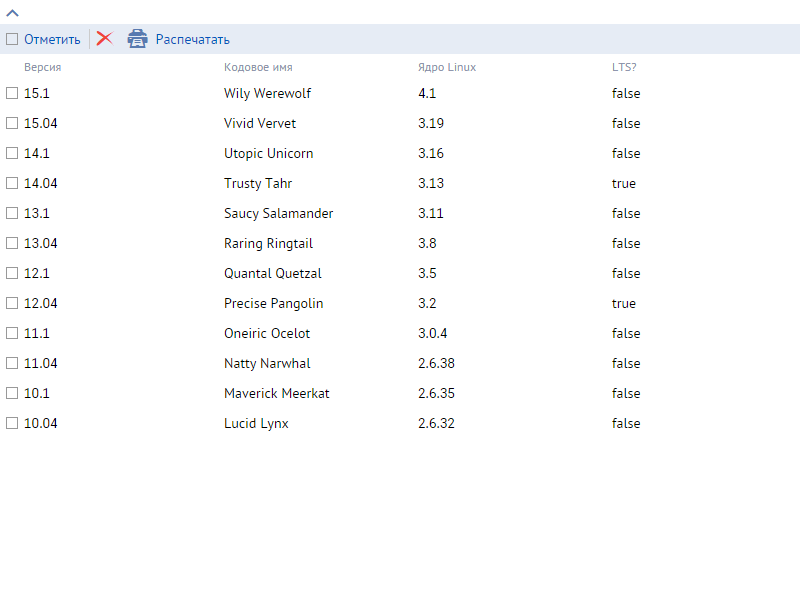 Отметить Распечатать
Версия Кодовое имя Ядро Linux LTS?
15.1 Wily Werewolf 4.1 false
15.04 Vivid Vervet 3.19 false
14.1 Utopic Unicorn 3.16 false
14.04 Trusty Tahr 3.13 true
13.1 Saucy Salamander 3.11 false
13.04 Raring Ringtail 3.8 false
12.1 Quantal Quetzal 3.5 false
12.04 Precise Pangolin 3.2 true
11.1 Oneiric Ocelot 3.0.4 false
11.04 Natty Narwhal 2.6.38 false
10.1 Maverick Meerkat 2.6.35 false
10.04 Lucid Lynx 2.6.32 false